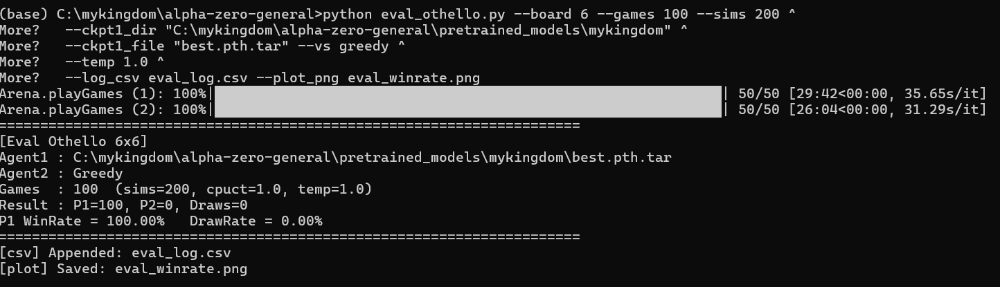 (base) C:\mykingdom\alpha-zero-general>python eval_othello.py --board 6 --games 100 --sims 200 ^
More?   --ckpt1_dir "C:\mykingdom\alpha-zero-general\pretrained_models\mykingdom" ^
More?   --ckpt1_file "best.pth.tar" --vs greedy ^
More?   --temp 1.0 ^
More?   --log_csv eval_log.csv --plot_png eval_winrate.png
Arena.playGames (1): 100%|| 50/50 [29:42<00:00, 35.65s/it]
Arena.playGames (2): 100%|| 50/50 [26:04<00:00, 31.29s/it]
======================================================================
[Eval Othello 6x6]
Agent1 : C:\mykingdom\alpha-zero-general\pretrained_models\mykingdom\best.pth.tar
Agent2 : Greedy
Games  : 100  (sims=200, cpuct=1.0, temp=1.0)
Result : P1=100, P2=0, Draws=0
P1 WinRate = 100.00%   DrawRate = 0.00%
======================================================================
[csv] Appended: eval_log.csv
[plot] Saved: eval_winrate.png